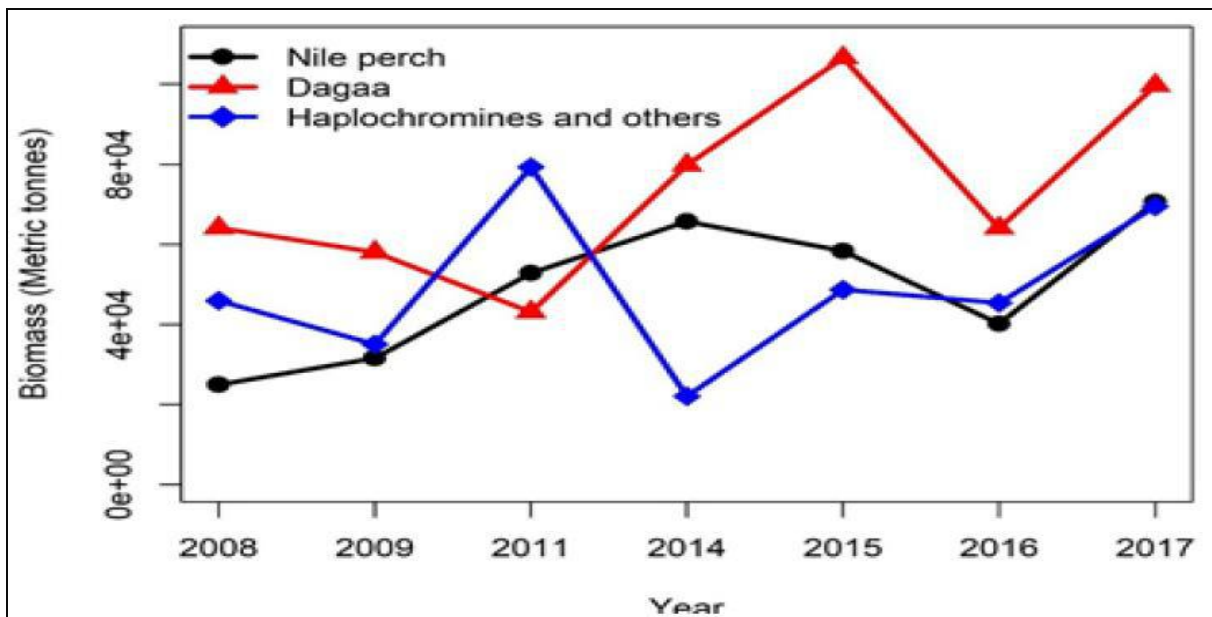 Nile perch
Dagaa
Haplochromines and others
Biomass (Metric tonnes)
8e+04
4e+04
0e+00
2008 2009 2011 2014 2015 2016 2017
Year